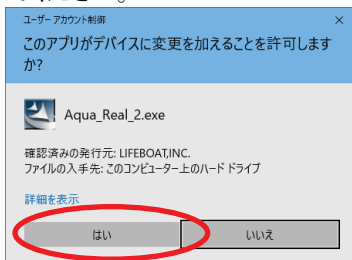 ユーザー アカウント制御
このアプリがデバイスに変更を加えることを許可します
か?
Aqua_Real_2.exe
確認済みの発行元: LIFEBOAT,INC.
ファイルの入手先: このコンピューター上のハード ドライブ
詳細を表示
はい
いいえ